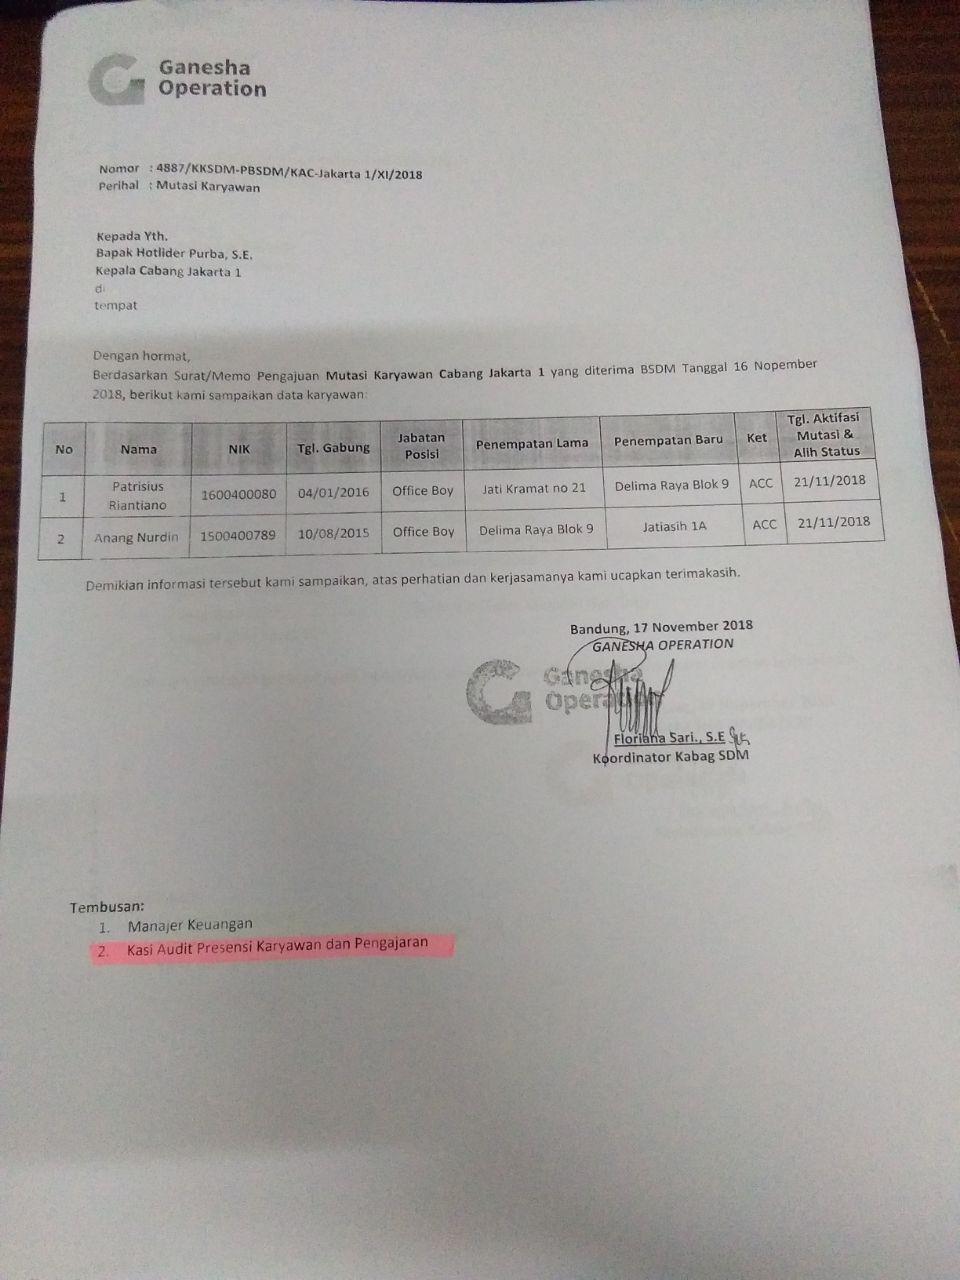 Ganesha
Operation
Nomor : 4887/KKSDM-PBSDM/KAC-Jakarta 1/XI/2018
Perihal : Mutasi Karyawan
Kepada Yth.
Bapak Hotlider Purba, S.E.
Kepala Cabang Jakarta 1
di
tempat
Dengan hormat,
Berdasarkan Surat/Memo Pengajuan Mutasi Karyawan Cabang Jakarta 1 yang diterima BSDM Tanggal 16 Nopember
2018, berikut kami sampaikan data karyawan:
No Nama NIK Tgl. Gabung Jabatan Posisi Penempatan Lama Penempatan Baru Ket Tgl. Aktifasi Mutasi & Alih Status
1 Patrisius Riantiano 1600400080 04/01/2016 Office Boy Jati Kramat no 21 Delima Raya Blok 9 ACC 21/11/2018
2 Anang Nurdin 1500400789 10/08/2015 Office Boy Delima Raya Blok 9 Jatiasih 1A ACC 21/11/2018
Demikian informasi tersebut kami sampaikan, atas perhatian dan kerjasamanya kami ucapkan terimakasih.
Bandung, 17 November 2018
GANESHA OPERATION
Ganesha
Operation
Floriana Sari., S.E
Koordinator Kabag SDM
Tembusan:
1. Manajer Keuangan
2. Kasi Audit Presensi Karyawan dan Pengajaran